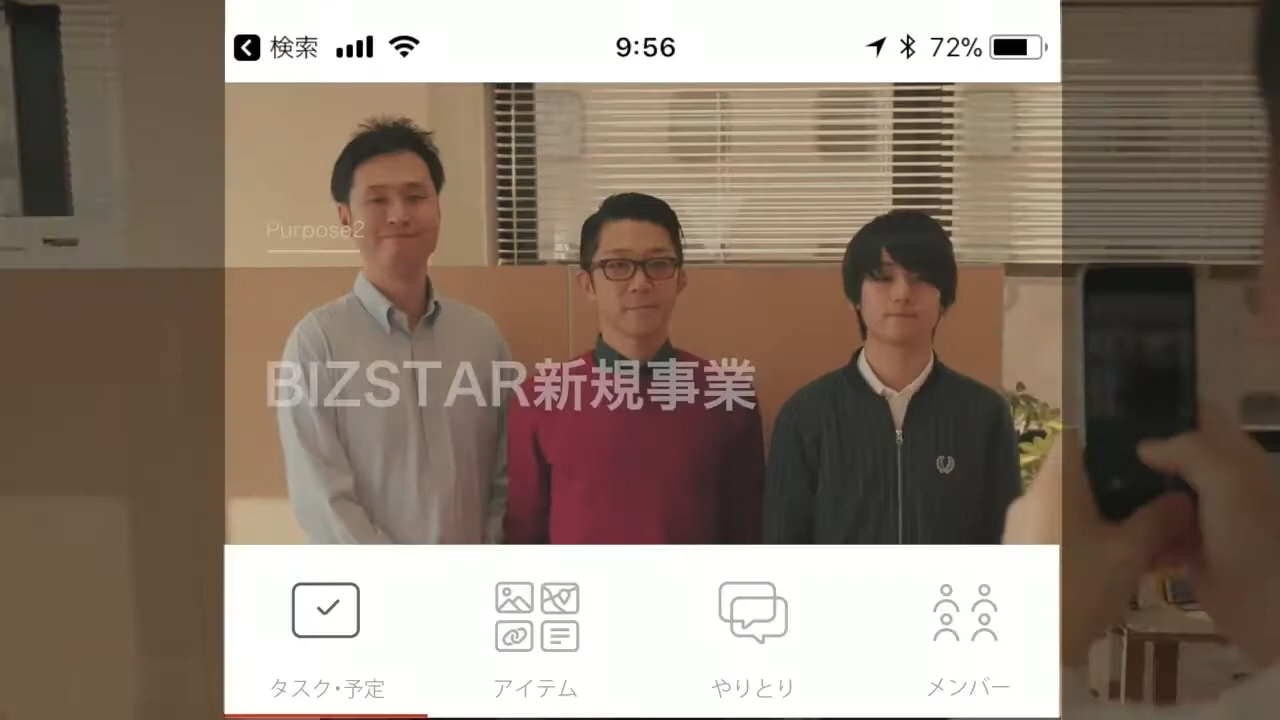 検索 9:56 72%
Purpose2
BIZSTAR新規事業
タスク・予定 アイテム やりとり メンバー